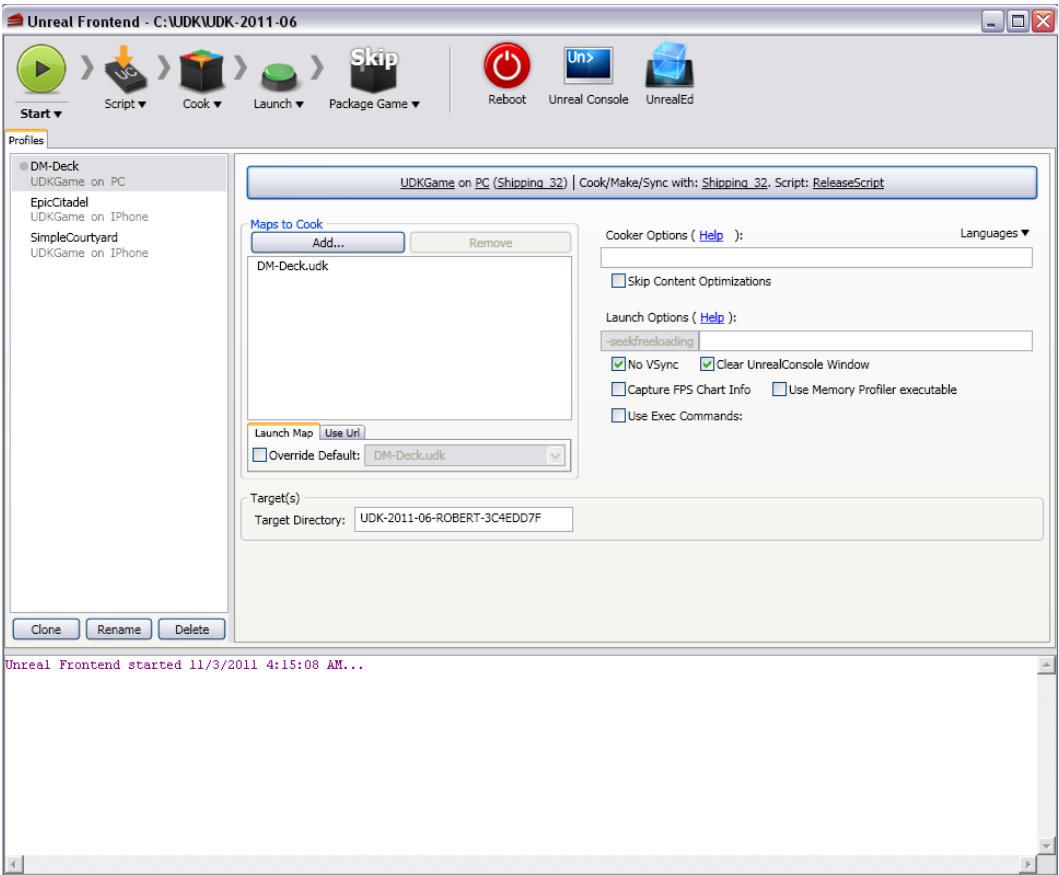 Unreal Frontend - C:\UDK\UDK-2011-06
Start ▾
UC
Script ▾
Cook ▾
Launch ▾
Skip
Package Game ▾
Reboot
Un>
Unreal Console
UnrealEd
Profiles
DM-Deck
UDKGame on PC
EpicCitadel
UDKGame on IPhone
SimpleCourtyard
UDKGame on IPhone
Clone Rename Delete
UDKGame on PC (Shipping_32) | Cook/Make/Sync with: Shipping_32. Script: ReleaseScript
Maps to Cook
Add... Remove
DM-Deck.udk
Launch Map Use Url
Override Default: DM-Deck.udk
Cooker Options ( Help ): Languages ▾
Skip Content Optimizations
Launch Options ( Help ):
-seekfreeloading
No VSync Clear UnrealConsole Window
Capture FPS Chart Info Use Memory Profiler executable
Use Exec Commands:
Target(s)
Target Directory: UDK-2011-06-ROBERT-3C4EDD7F
Unreal Frontend started 11/3/2011 4:15:08 AM...